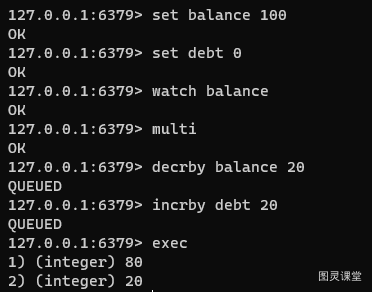 127.0.0.1:6379> set balance 100
OK
127.0.0.1:6379> set debt 0
OK
127.0.0.1:6379> watch balance
OK
127.0.0.1:6379> multi
OK
127.0.0.1:6379> decrby balance 20
QUEUED
127.0.0.1:6379> incrby debt 20
QUEUED
127.0.0.1:6379> exec
1) (integer) 80
2) (integer) 20
图灵课堂